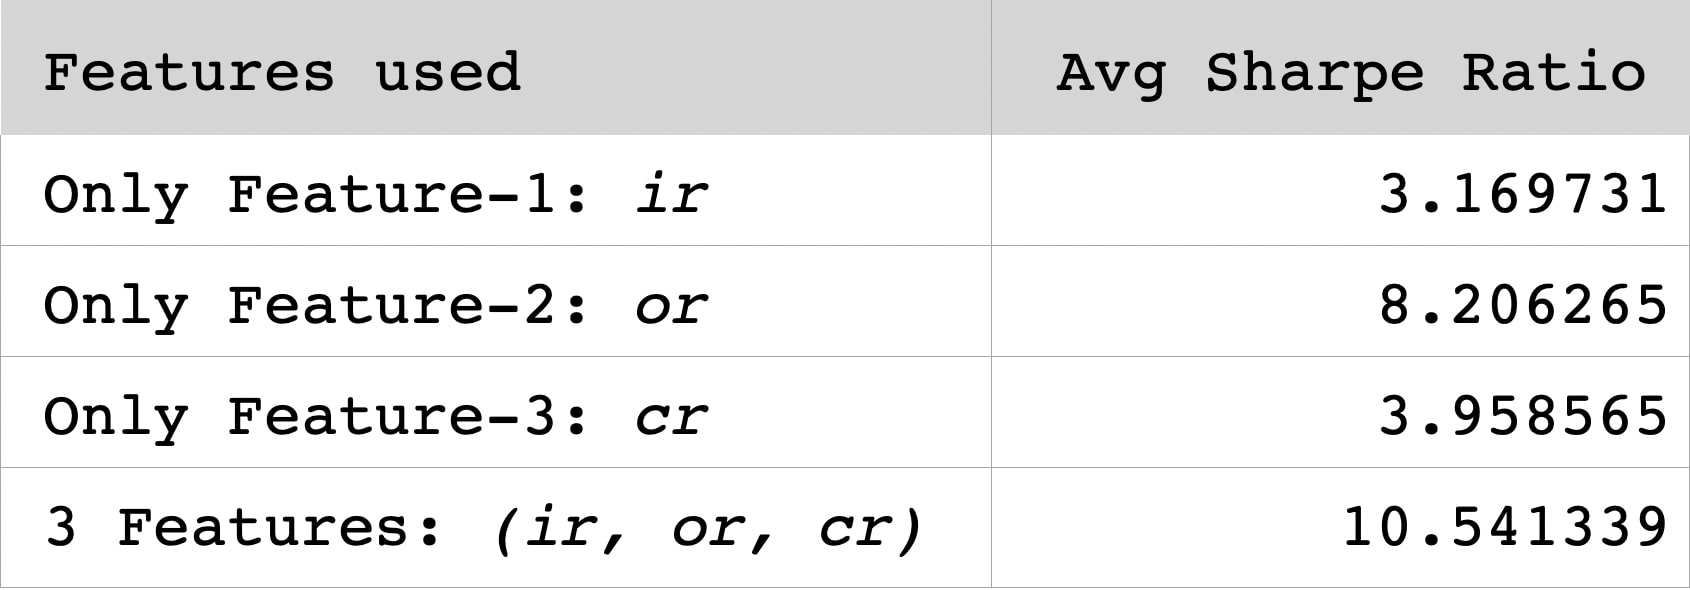 Features used Avg Sharpe Ratio
Only Feature-1: ir 3.169731
Only Feature-2: or 8.206265
Only Feature-3: cr 3.958565
3 Features: (ir, or, cr) 10.541339